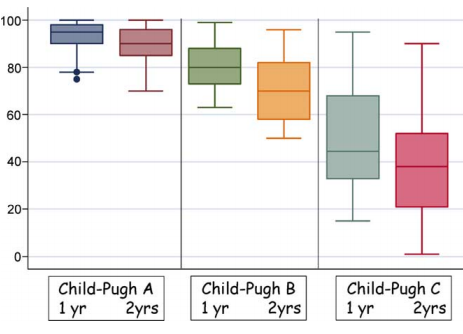 100
80
60
40
20
0
Child-Pugh A
1 yr 2yrs
Child-Pugh B
1 yr 2yrs
Child-Pugh C
1 yr 2yrs